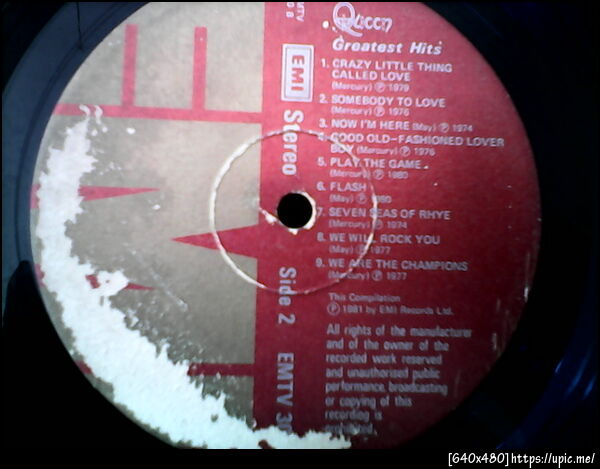 Queen
Greatest Hits
1. CRAZY LITTLE THING
CALLED LOVE
(Mercury) Ⓟ 1979
2. SOMEBODY TO LOVE
(Mercury) Ⓟ 1976
3. NOW I'M HERE (May) Ⓟ 1974
4. GOOD OLD-FASHIONED LOVER
BOY (Mercury) Ⓟ 1976
5. PLAY THE GAME
(Mercury) Ⓟ 1980
6. FLASH
(May) Ⓟ 1980
7. SEVEN SEAS OF RHYE
(Mercury) Ⓟ 1974
8. WE WILL ROCK YOU
(May) Ⓟ 1977
9. WE ARE THE CHAMPIONS
(Mercury) Ⓟ 1977
This Compilation
Ⓟ 1981 by EMI Records Ltd.
All rights of the manufacturer
and of the owner of the
recorded work reserved
and unauthorised public
performance, broadcasting
or copying of this
recording is
prohibited.
EMI
Stereo
Side 2
EMTV
[640x480]https://upic.me/